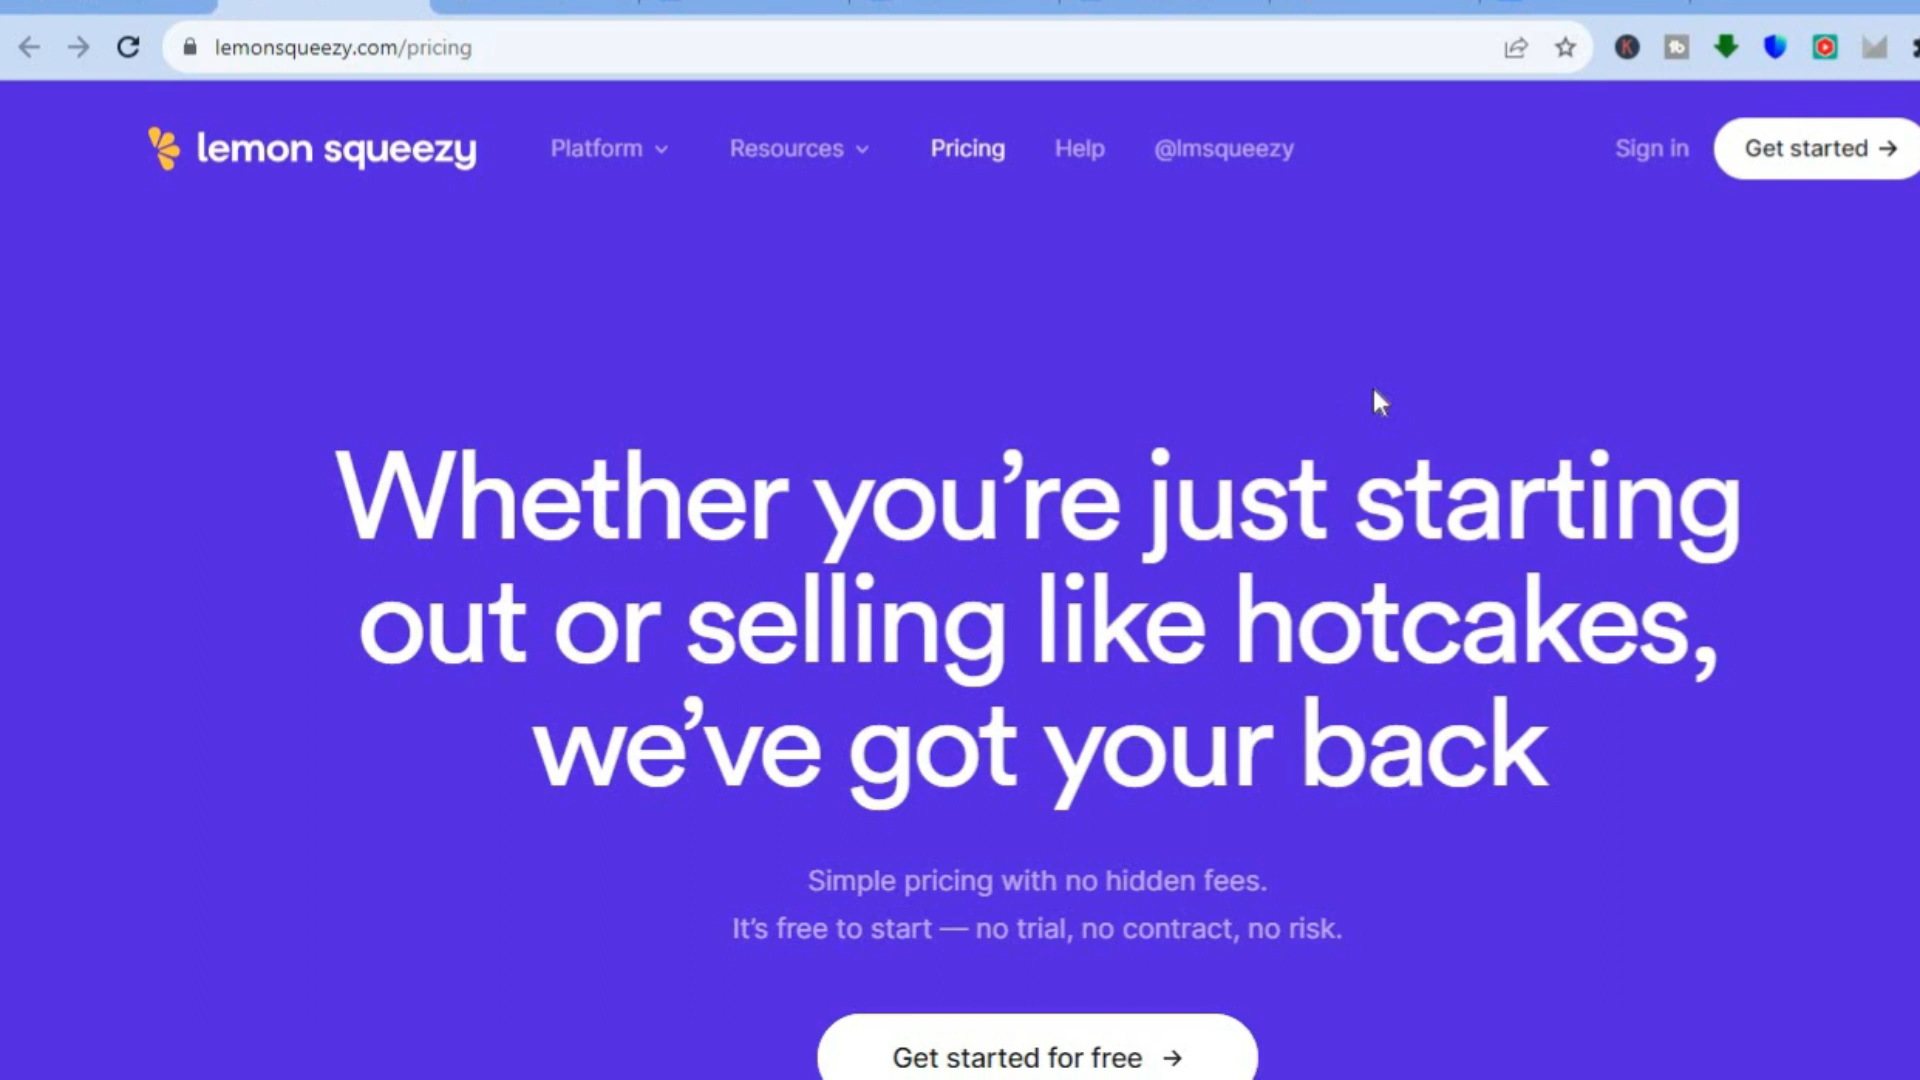 lemonsqueezy.com/pricing
lemon squeezy
Platform
Resources
Pricing
Help
@lmsqueezy
Sign in
Get started →
Whether you’re just starting
out or selling like hotcakes,
we’ve got your back
Simple pricing with no hidden fees.
It’s free to start — no trial, no contract, no risk.
Get started for free →